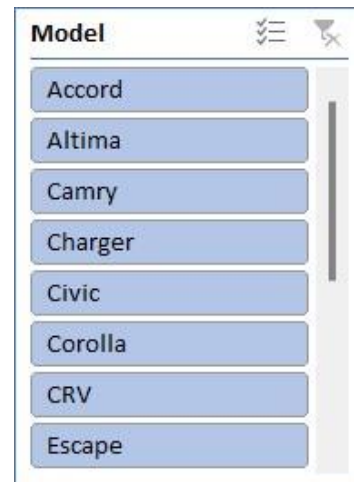 Model
Accord
Altima
Camry
Charger
Civic
Corolla
CRV
Escape